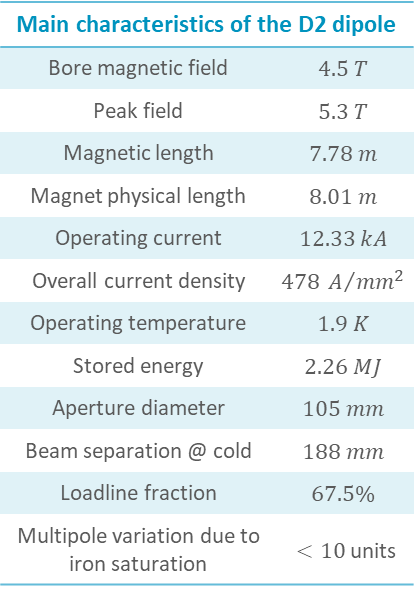 Main characteristics of the D2 dipole
Bore magnetic field 4.5 T
Peak field 5.3 T
Magnetic length 7.78 m
Magnet physical length 8.01 m
Operating current 12.33 kA
Overall current density 478 A/mm²
Operating temperature 1.9 K
Stored energy 2.26 MJ
Aperture diameter 105 mm
Beam separation @ cold 188 mm
Loadline fraction 67.5%
Multipole variation due to
iron saturation < 10 units